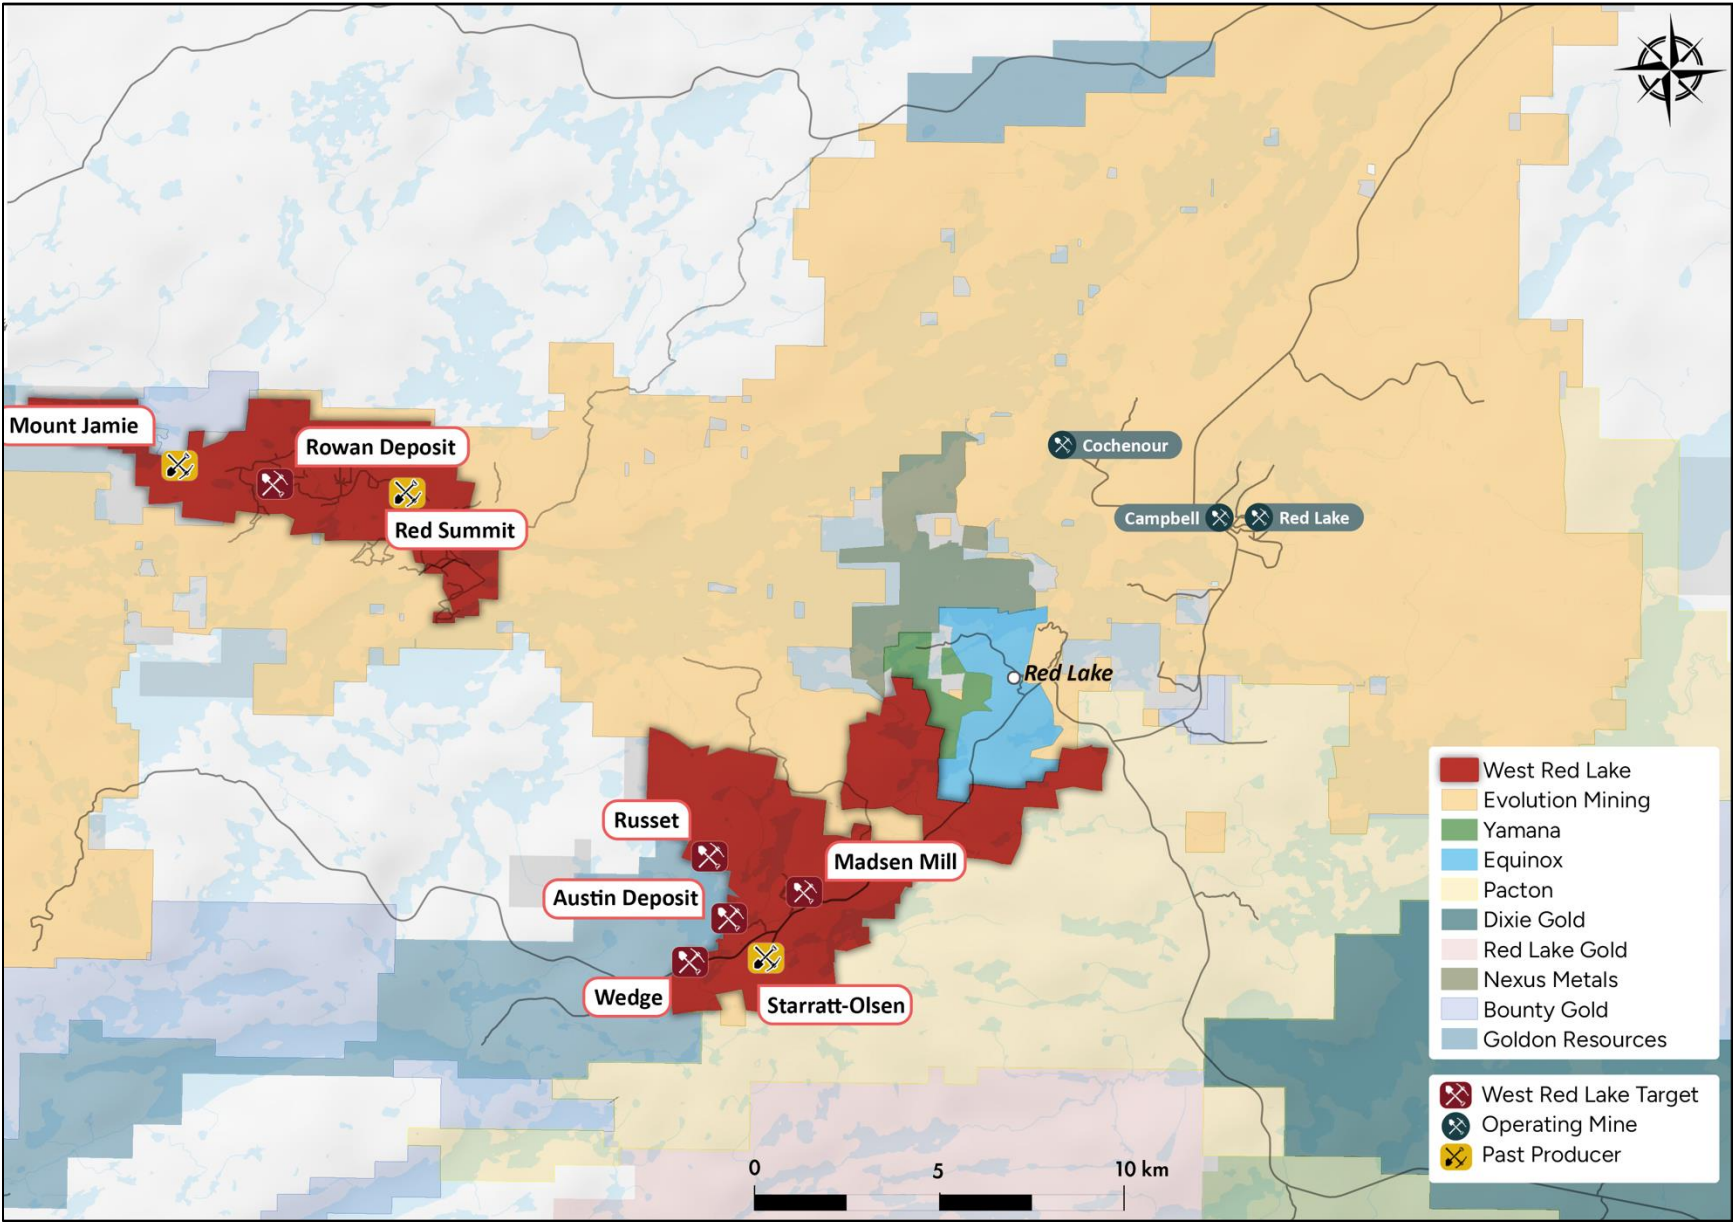 Mount Jamie
Rowan Deposit
Red Summit
Cochenour
Campbell
Red Lake
Red Lake
Russet
Madsen Mill
Austin Deposit
Wedge
Starratt-Olsen
West Red Lake
Evolution Mining
Yamana
Equinox
Pacton
Dixie Gold
Red Lake Gold
Nexus Metals
Bounty Gold
Goldon Resources
West Red Lake Target
Operating Mine
Past Producer
0 5 10 km